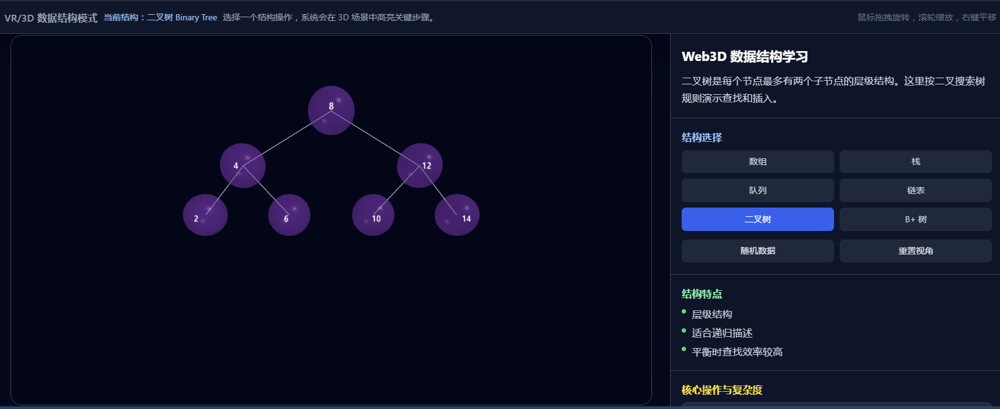 VR/3D 数据结构模式 当前结构：二叉树 Binary Tree 选择一个结构操作，系统会在 3D 场景中高亮关键步骤。 鼠标拖拽旋转，滚轮缩放，右键平移
8
4 12
2 6 10 14
Web3D 数据结构学习
二叉树是每个节点最多有两个子节点的层级结构。这里按二叉搜索树
规则演示查找和插入。
结构选择
数组 栈
队列 链表
二叉树 B+ 树
随机数据 重置视角
结构特点
层级结构
适合递归描述
平衡时查找效率较高
核心操作与复杂度